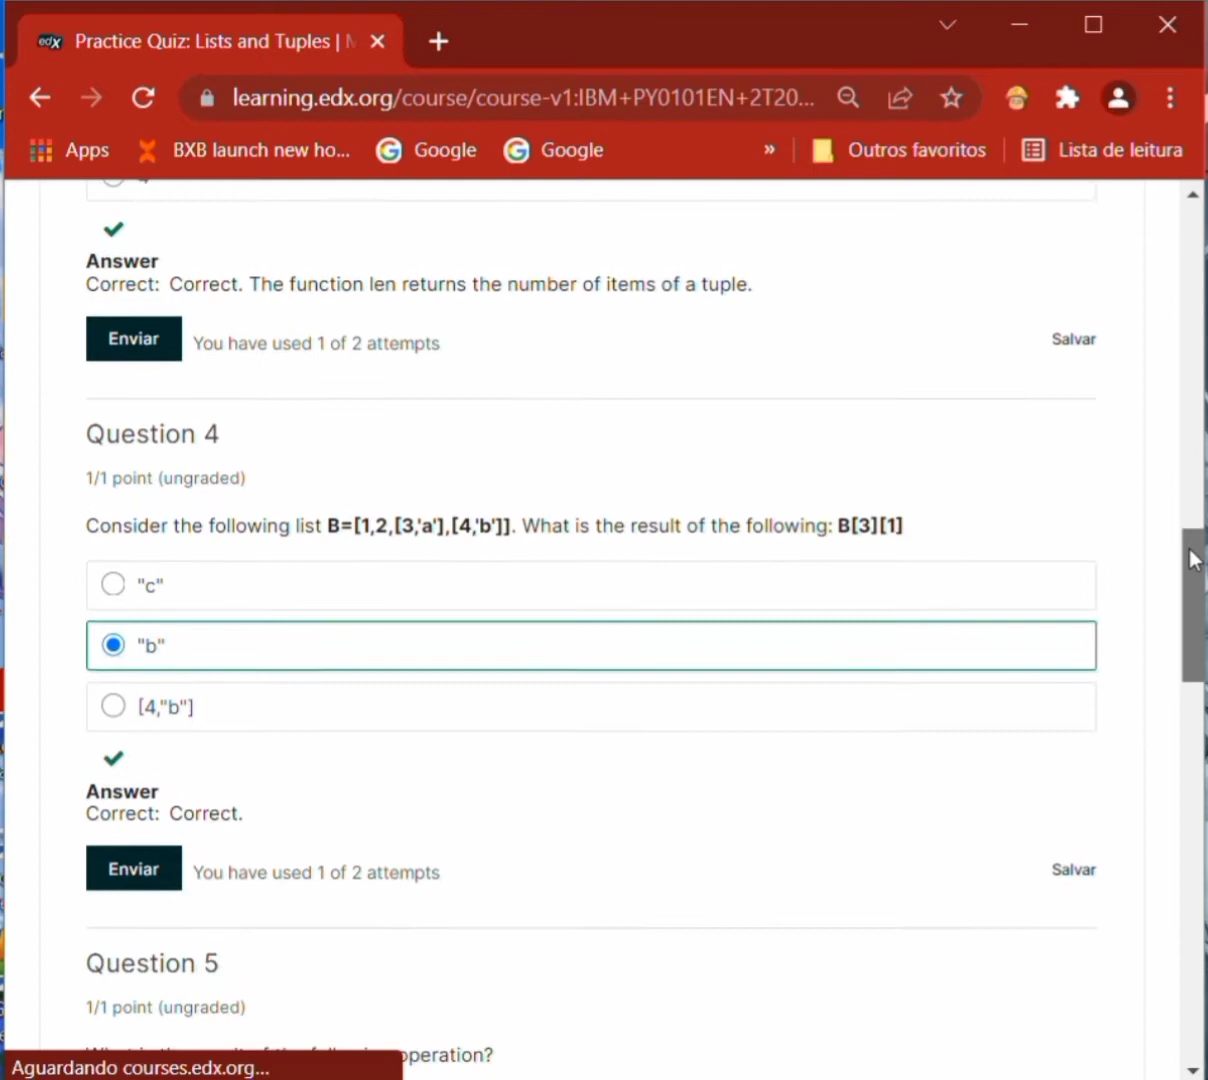 edX Practice Quiz: Lists and Tuples |
learning.edx.org/course/course-v1:IBM+PY0101EN+2T20...
Apps BXB launch new ho... Google Google » Outros favoritos Lista de leitura
Answer
Correct: Correct. The function len returns the number of items of a tuple.
Enviar You have used 1 of 2 attempts Salvar
Question 4
1/1 point (ungraded)
Consider the following list B=[1,2,[3,'a'],[4,'b']]. What is the result of the following: B[3][1]
"c"
"b"
[4,"b"]
Answer
Correct: Correct.
Enviar You have used 1 of 2 attempts Salvar
Question 5
1/1 point (ungraded)
operation?
Aguardando courses.edx.org...